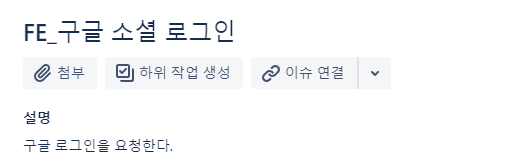 FE_구글 소셜 로그인
첨부 하위 작업 생성 이슈 연결
설명
구글 로그인을 요청한다.